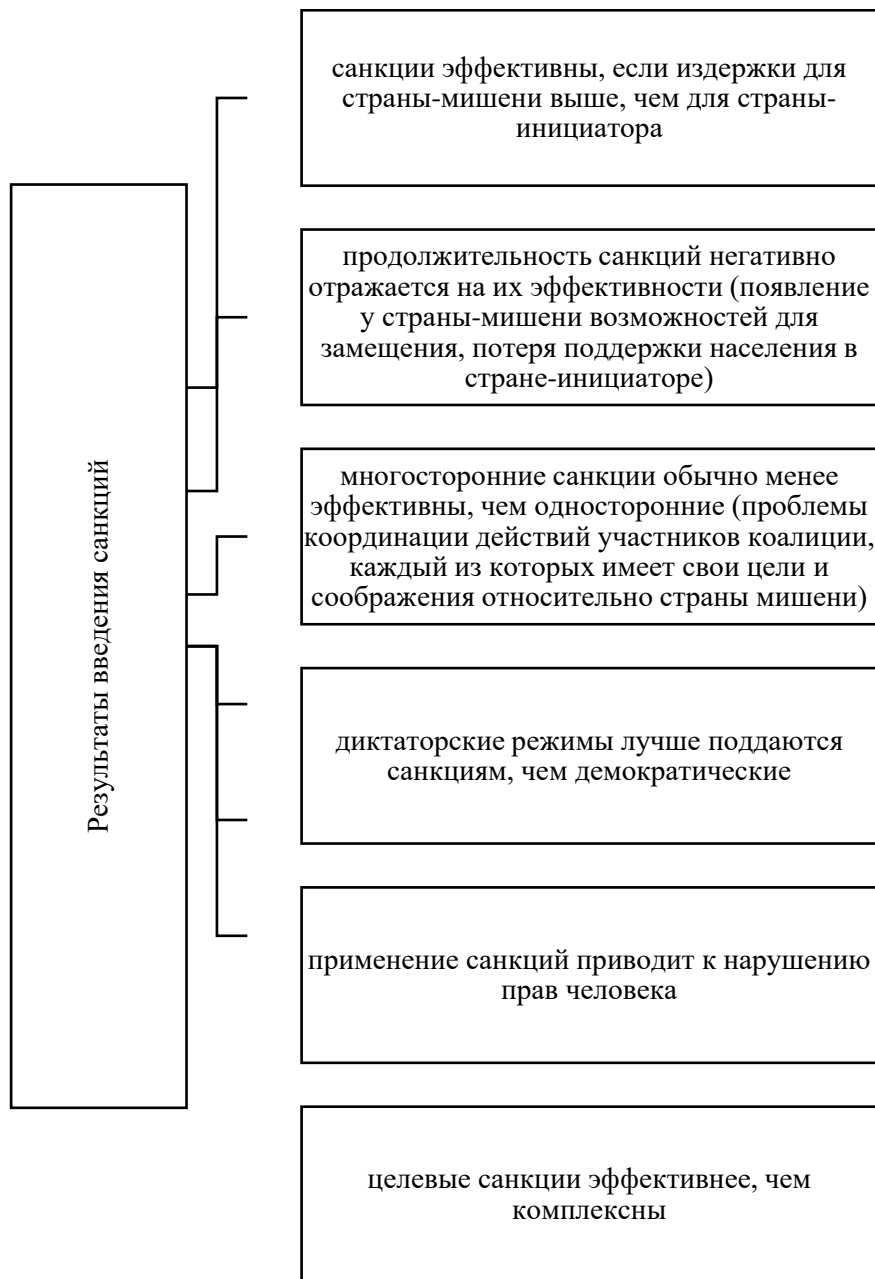 санкции эффективны, если издержки для
страны-мишени выше, чем для страны-
инициатора
продолжительность санкций негативно
отражается на их эффективности (появление
у страны-мишени возможностей для
замещения, потеря поддержки населения в
стране-инициаторе)
Результаты введения санкций
многосторонние санкции обычно менее
эффективны, чем односторонние (проблемы
координации действий участников коалиции,
каждый из которых имеет свои цели и
соображения относительно страны мишени)
диктаторские режимы лучше поддаются
санкциям, чем демократические
применение санкций приводит к нарушению
прав человека
целевые санкции эффективнее, чем
комплексны